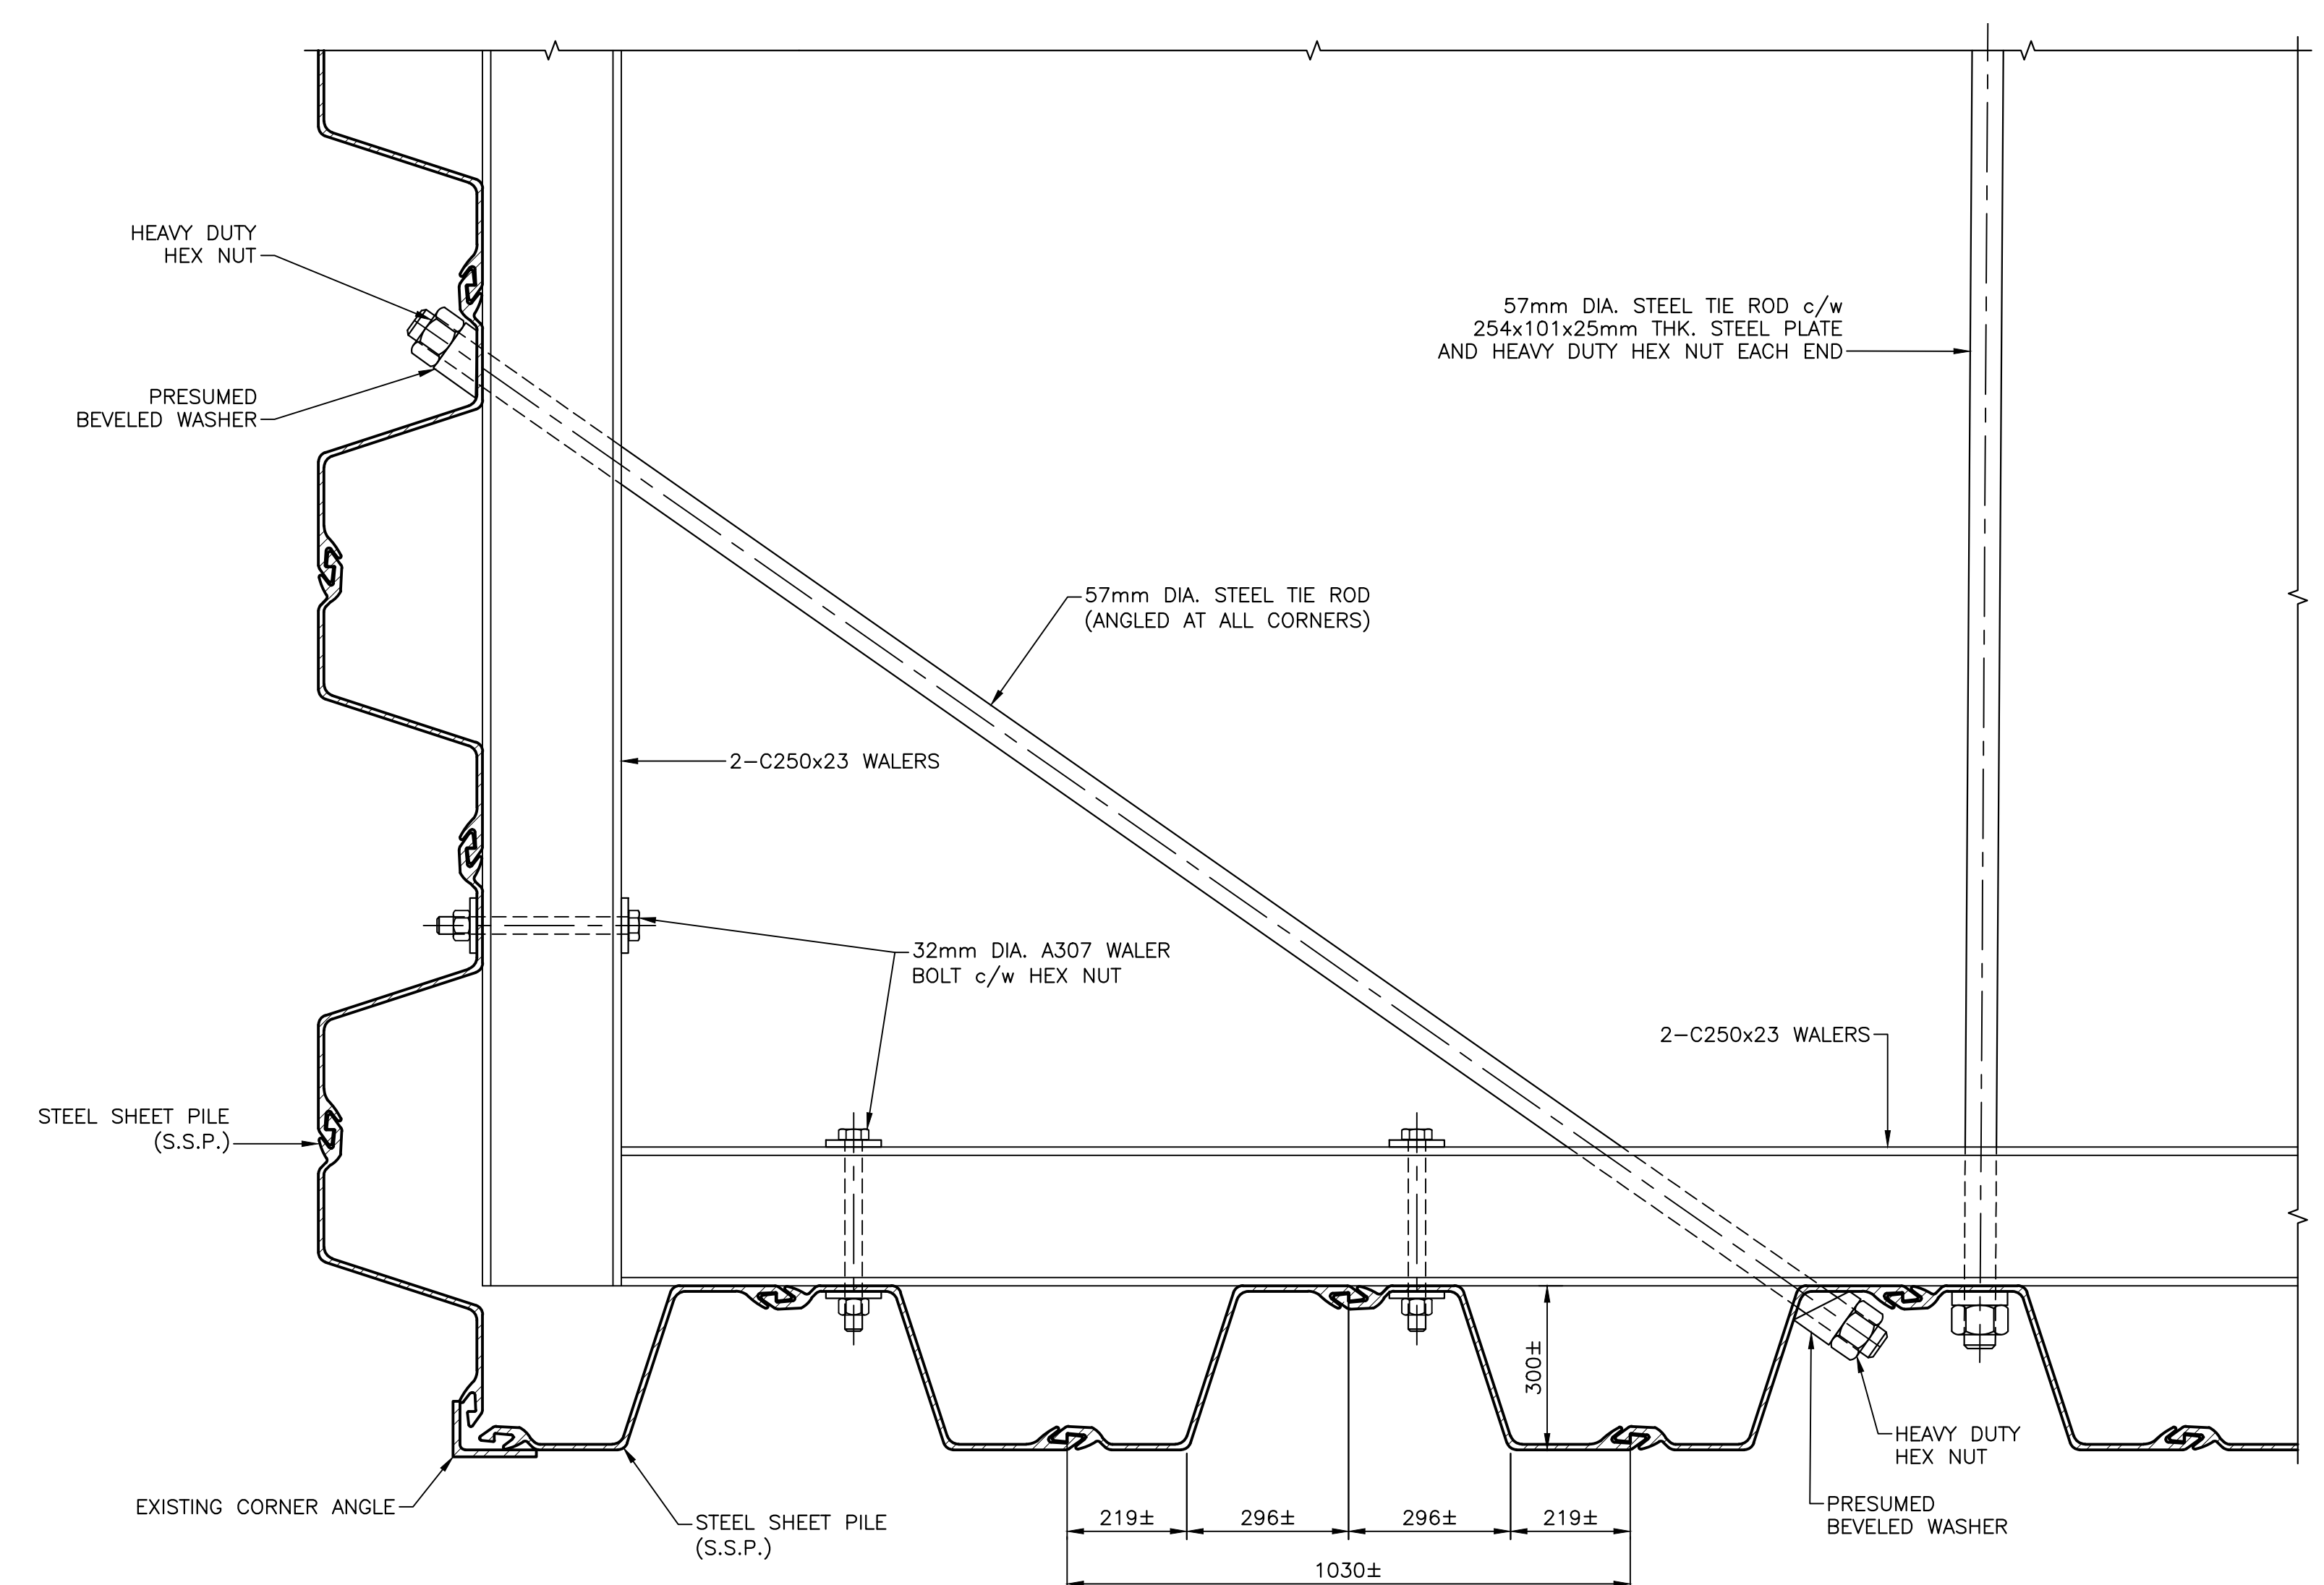 HEAVY DUTY
HEX NUT
PRESUMED
BEVELED WASHER
57mm DIA. STEEL TIE ROD c/w
254x101x25mm THK. STEEL PLATE
AND HEAVY DUTY HEX NUT EACH END
57mm DIA. STEEL TIE ROD
(ANGLED AT ALL CORNERS)
2-C250x23 WALERS
32mm DIA. A307 WALER
BOLT c/w HEX NUT
2-C250x23 WALERS
STEEL SHEET PILE
(S.S.P.)
300±
HEAVY DUTY
HEX NUT
EXISTING CORNER ANGLE
STEEL SHEET PILE
(S.S.P.)
219±
296±
296±
219±
PRESUMED
BEVELED WASHER
1030±